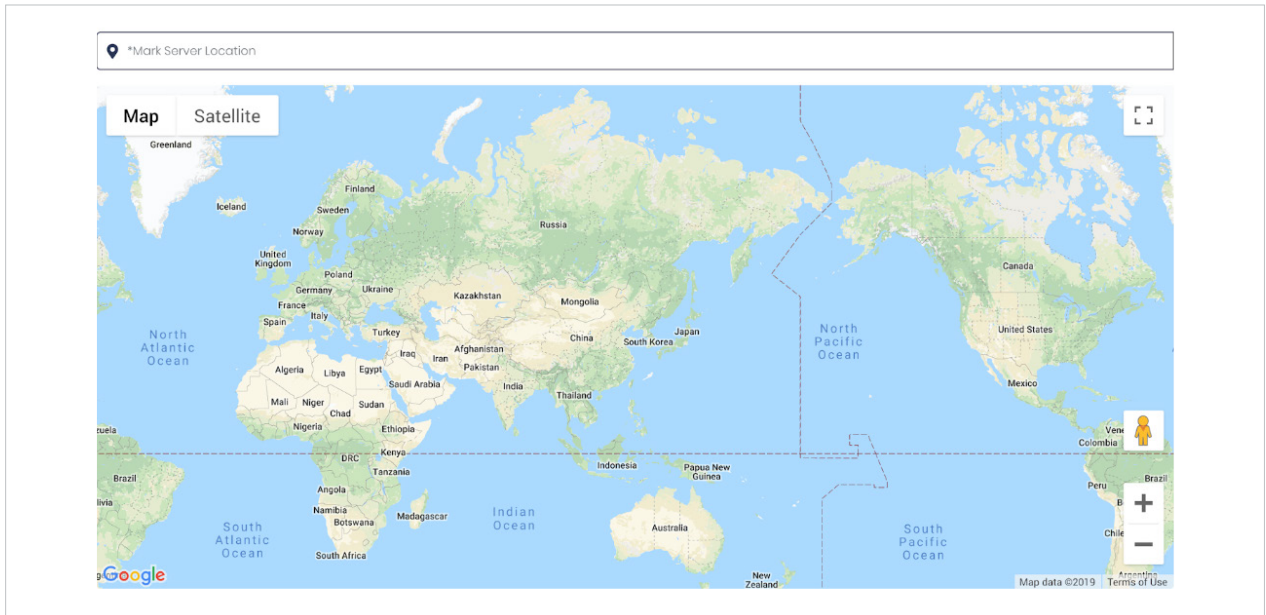 *Mark Server Location
Map Satellite
Greenland
Finland
Iceland
Sweden
Russia
Norway
United
Kingdom
Canada
Poland
Germany
Ukraine
Kazakhstan
Mongolia
France
Italy
Spain
North
Atlantic
Ocean
Turkey
China
Japan
South Korea
North
Pacific
Ocean
United States
Iraq
Iran
Afghanistan
Pakistan
Algeria
Libya
Egypt
Saudi Arabia
India
Thailand
Mexico
Mali
Niger
Chad
Sudan
Nigeria
Ethiopia
zuela
Vene
Colombia
DRC
Kenya
Tanzania
Indonesia
Papua New
Guinea
Brazil
Peru
Brazil
livia
B
Angola
Namibia
Botswana
Madagascar
Indian
Ocean
South
Atlantic
Ocean
South Africa
Australia
South
Pacific
Ocean
Chile
New
Zealand
Argentina
Google
Map data ©2019 Terms of Use